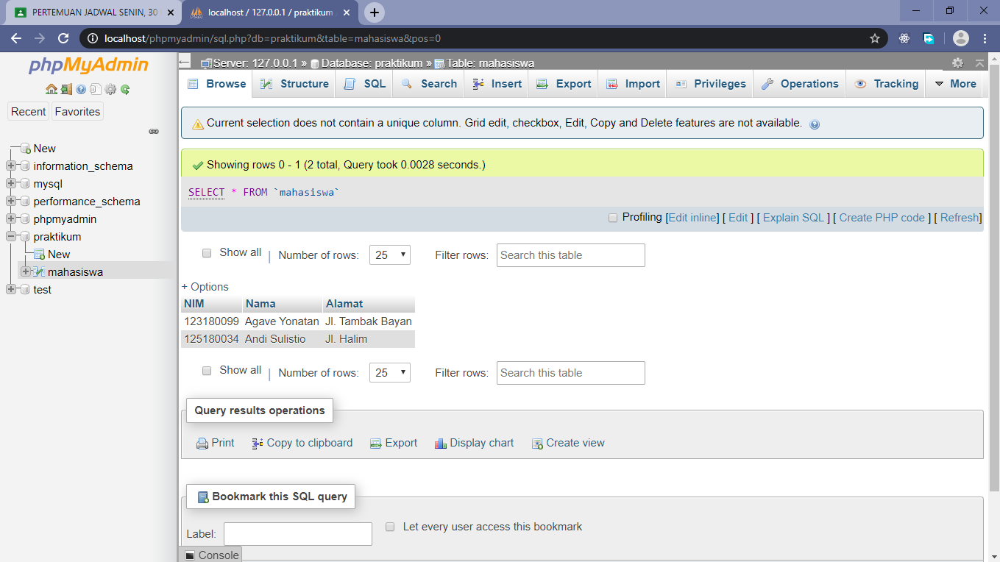 PERTEMUAN JADWAL SENIN, 30
localhost / 127.0.0.1 / praktikum
localhost/phpmyadmin/sql.php?db=praktikum&table=mahasiswa&pos=0
phpMyAdmin
Recent Favorites
New
information_schema
mysql
performance_schema
phpmyadmin
praktikum
New
mahasiswa
test
Server: 127.0.0.1 » Database: praktikum » Table: mahasiswa
Browse Structure SQL Search Insert Export Import Privileges Operations Tracking More
Current selection does not contain a unique column. Grid edit, checkbox, Edit, Copy and Delete features are not available.
Showing rows 0 - 1 (2 total, Query took 0.0028 seconds.)
SELECT * FROM `mahasiswa`
Profiling [Edit inline] [ Edit ] [ Explain SQL ] [ Create PHP code ] [ Refresh]
Show all | Number of rows: 25 Filter rows: Search this table
+ Options
NIM Nama Alamat
123180099 Agave Yonatan Jl. Tambak Bayan
125180034 Andi Sulistio Jl. Halim
Show all | Number of rows: 25 Filter rows: Search this table
Query results operations
Print Copy to clipboard Export Display chart Create view
Bookmark this SQL query
Label: Let every user access this bookmark
Console